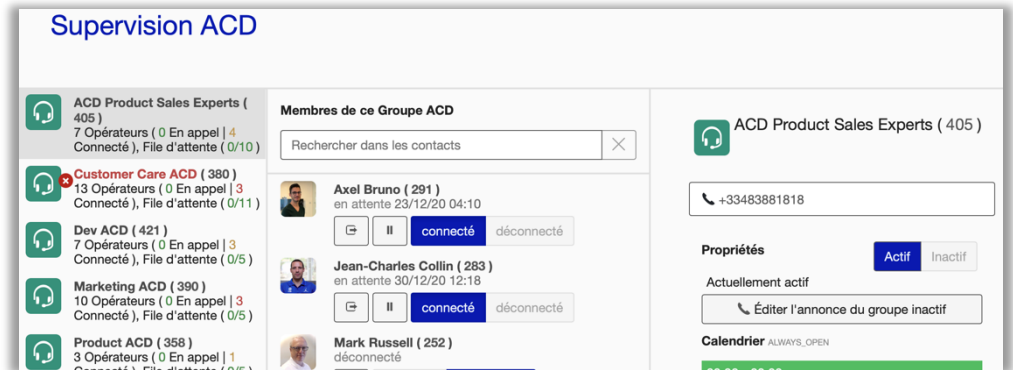 Supervision ACD
ACD Product Sales Experts (
405 )
7 Opérateurs ( 0 En appel | 4
Connecté ), File d'attente ( 0/10 )
Customer Care ACD ( 380 )
13 Opérateurs ( 0 En appel | 3
Connecté ), File d'attente ( 0/11 )
Dev ACD ( 421 )
7 Opérateurs ( 0 En appel | 3
Connecté ), File d'attente ( 0/5 )
Marketing ACD ( 390 )
10 Opérateurs ( 0 En appel | 3
Connecté ), File d'attente ( 0/5 )
Product ACD ( 358 )
3 Opérateurs ( 0 En appel | 1
Connecté ), File d'attente ( 0/5 )
Membres de ce Groupe ACD
Rechercher dans les contacts
Axel Bruno ( 291 )
en attente 23/12/20 04:10
connecté déconnecté
Jean-Charles Collin ( 283 )
en attente 30/12/20 12:18
connecté déconnecté
Mark Russell ( 252 )
déconnecté
ACD Product Sales Experts ( 405 )
+33483881818
Propriétés Actif Inactif
Actuellement actif
Éditer l'annonce du groupe inactif
Calendrier ALWAYS_OPEN